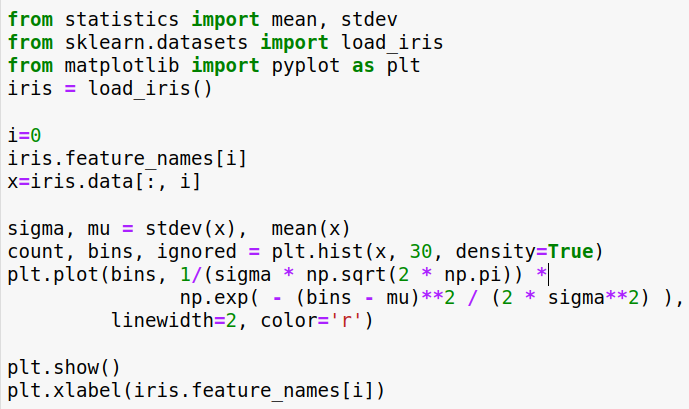 from statistics import mean, stdev
from sklearn.datasets import load_iris
from matplotlib import pyplot as plt
iris = load_iris()

i=0
iris.feature_names[i]
x=iris.data[:, i]

sigma, mu = stdev(x),  mean(x)
count, bins, ignored = plt.hist(x, 30, density=True)
plt.plot(bins, 1/(sigma * np.sqrt(2 * np.pi)) *
               np.exp( - (bins - mu)**2 / (2 * sigma**2) ),
         linewidth=2, color='r')

plt.show()
plt.xlabel(iris.feature_names[i])